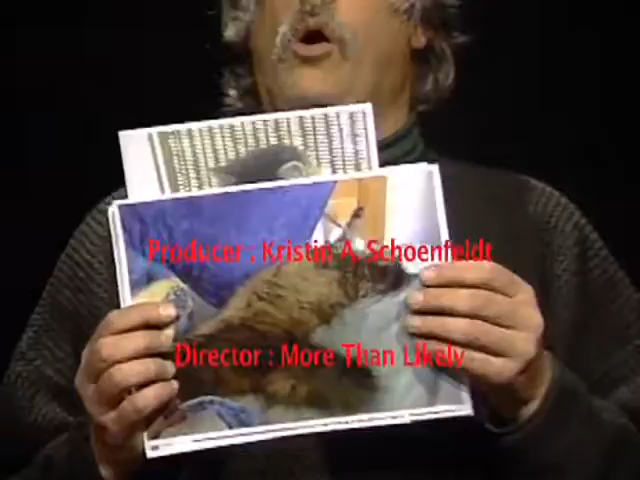 Producer : Kristin A. Schoenfeldt
Director : More Than Likely